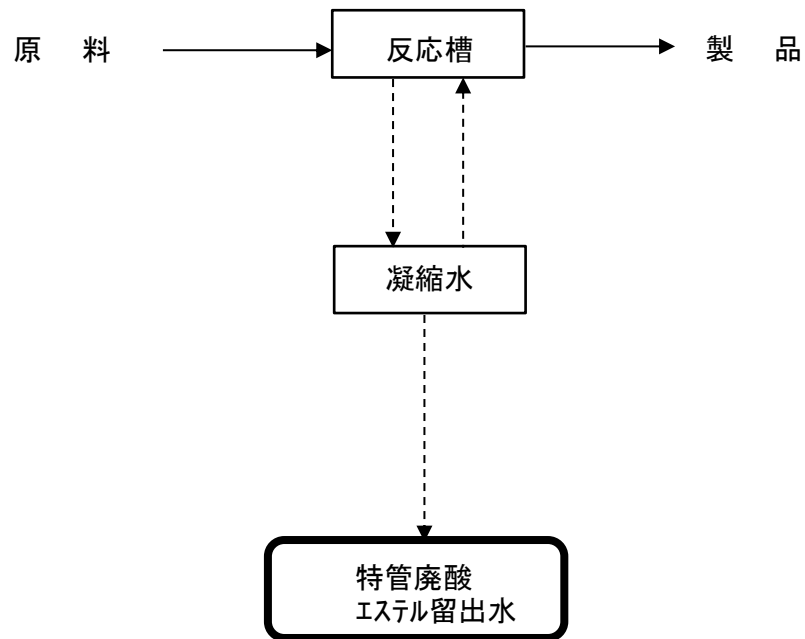 原　料
反応槽
製　品
凝縮水
特管廃酸
ｴｽﾃﾙ留出水